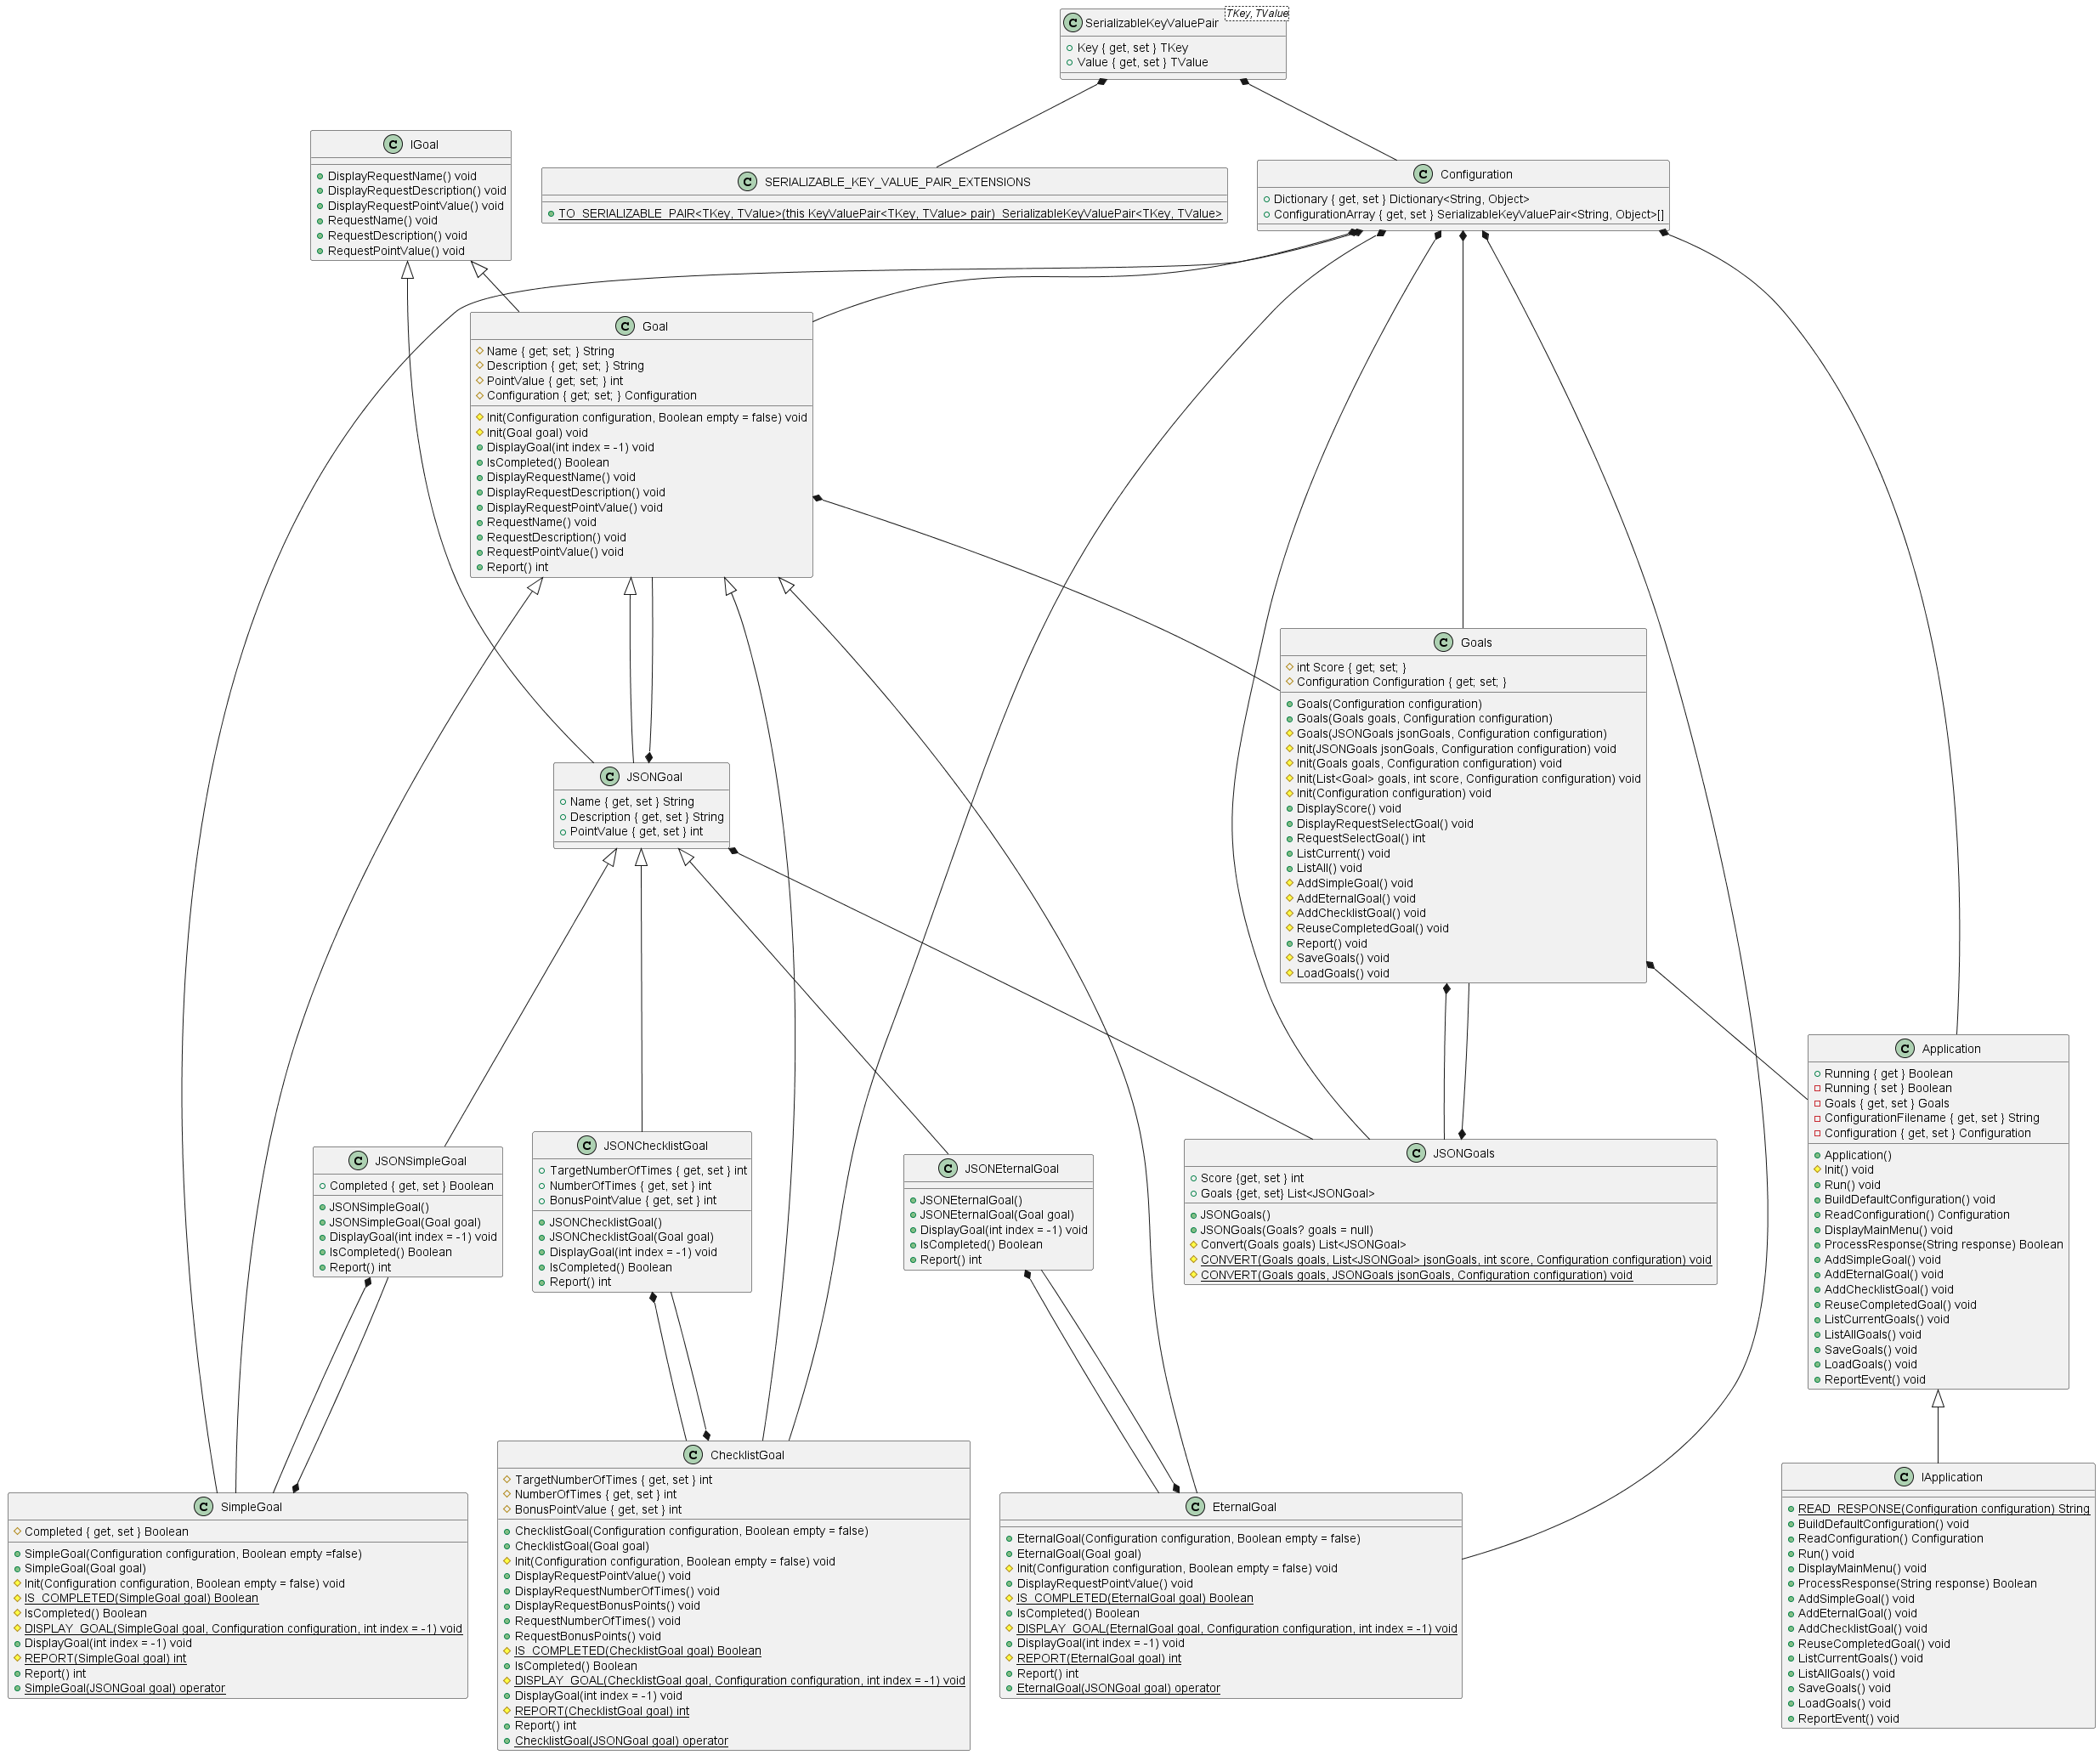 SerializableKeyValuePair
TKey, TValue
Key { get, set } TKey
Value { get, set } TValue
IGoal
DisplayRequestName() void
DisplayRequestDescription() void
DisplayRequestPointValue() void
RequestName() void
RequestDescription() void
RequestPointValue() void
SERIALIZABLE_KEY_VALUE_PAIR_EXTENSIONS
TO_SERIALIZABLE_PAIR<TKey, TValue>(this KeyValuePair<TKey, TValue> pair) SerializableKeyValuePair<TKey, TValue>
Configuration
Dictionary { get, set } Dictionary<String, Object>
ConfigurationArray { get, set } SerializableKeyValuePair<String, Object>[]
Goal
Name { get; set; } String
Description { get; set; } String
PointValue { get; set; } int
Configuration { get; set; } Configuration
Init(Configuration configuration, Boolean empty = false) void
Init(Goal goal) void
DisplayGoal(int index = -1) void
IsCompleted() Boolean
DisplayRequestName() void
DisplayRequestDescription() void
DisplayRequestPointValue() void
RequestName() void
RequestDescription() void
RequestPointValue() void
Report() int
Goals
int Score { get; set; }
Configuration Configuration { get; set; }
Goals(Configuration configuration)
Goals(Goals goals, Configuration configuration)
Goals(JSONGoals jsonGoals, Configuration configuration)
Init(JSONGoals jsonGoals, Configuration configuration) void
Init(Goals goals, Configuration configuration) void
Init(List<Goal> goals, int score, Configuration configuration) void
Init(Configuration configuration) void
DisplayScore() void
DisplayRequestSelectGoal() void
RequestSelectGoal() int
ListCurrent() void
ListAll() void
AddSimpleGoal() void
AddEternalGoal() void
AddChecklistGoal() void
ReuseCompletedGoal() void
Report() void
SaveGoals() void
LoadGoals() void
JSONGoal
Name { get, set } String
Description { get, set } String
PointValue { get, set } int
Application
Running { get } Boolean
Running { set } Boolean
Goals { get, set } Goals
ConfigurationFilename { get, set } String
Configuration { get, set } Configuration
Application()
Init() void
Run() void
BuildDefaultConfiguration() void
ReadConfiguration() Configuration
DisplayMainMenu() void
ProcessResponse(String response) Boolean
AddSimpleGoal() void
AddEternalGoal() void
AddChecklistGoal() void
ReuseCompletedGoal() void
ListCurrentGoals() void
ListAllGoals() void
SaveGoals() void
LoadGoals() void
ReportEvent() void
JSONSimpleGoal
Completed { get, set } Boolean
JSONSimpleGoal()
JSONSimpleGoal(Goal goal)
DisplayGoal(int index = -1) void
IsCompleted() Boolean
Report() int
JSONChecklistGoal
TargetNumberOfTimes { get, set } int
NumberOfTimes { get, set } int
BonusPointValue { get, set } int
JSONChecklistGoal()
JSONChecklistGoal(Goal goal)
DisplayGoal(int index = -1) void
IsCompleted() Boolean
Report() int
JSONEternalGoal
JSONEternalGoal()
JSONEternalGoal(Goal goal)
DisplayGoal(int index = -1) void
IsCompleted() Boolean
Report() int
JSONGoals
Score {get, set } int
Goals {get, set} List<JSONGoal>
JSONGoals()
JSONGoals(Goals? goals = null)
Convert(Goals goals) List<JSONGoal>
CONVERT(Goals goals, List<JSONGoal> jsonGoals, int score, Configuration configuration) void
CONVERT(Goals goals, JSONGoals jsonGoals, Configuration configuration) void
SimpleGoal
Completed { get, set } Boolean
SimpleGoal(Configuration configuration, Boolean empty =false)
SimpleGoal(Goal goal)
Init(Configuration configuration, Boolean empty = false) void
IS_COMPLETED(SimpleGoal goal) Boolean
IsCompleted() Boolean
DISPLAY_GOAL(SimpleGoal goal, Configuration configuration, int index = -1) void
DisplayGoal(int index = -1) void
REPORT(SimpleGoal goal) int
Report() int
SimpleGoal(JSONGoal goal) operator
ChecklistGoal
TargetNumberOfTimes { get, set } int
NumberOfTimes { get, set } int
BonusPointValue { get, set } int
ChecklistGoal(Configuration configuration, Boolean empty = false)
ChecklistGoal(Goal goal)
Init(Configuration configuration, Boolean empty = false) void
DisplayRequestPointValue() void
DisplayRequestNumberOfTimes() void
DisplayRequestBonusPoints() void
RequestNumberOfTimes() void
RequestBonusPoints() void
IS_COMPLETED(ChecklistGoal goal) Boolean
IsCompleted() Boolean
DISPLAY_GOAL(ChecklistGoal goal, Configuration configuration, int index = -1) void
DisplayGoal(int index = -1) void
REPORT(ChecklistGoal goal) int
Report() int
ChecklistGoal(JSONGoal goal) operator
EternalGoal
EternalGoal(Configuration configuration, Boolean empty = false)
EternalGoal(Goal goal)
Init(Configuration configuration, Boolean empty = false) void
DisplayRequestPointValue() void
IS_COMPLETED(EternalGoal goal) Boolean
IsCompleted() Boolean
DISPLAY_GOAL(EternalGoal goal, Configuration configuration, int index = -1) void
DisplayGoal(int index = -1) void
REPORT(EternalGoal goal) int
Report() int
EternalGoal(JSONGoal goal) operator
IApplication
READ_RESPONSE(Configuration configuration) String
BuildDefaultConfiguration() void
ReadConfiguration() Configuration
Run() void
DisplayMainMenu() void
ProcessResponse(String response) Boolean
AddSimpleGoal() void
AddEternalGoal() void
AddChecklistGoal() void
ReuseCompletedGoal() void
ListCurrentGoals() void
ListAllGoals() void
SaveGoals() void
LoadGoals() void
ReportEvent() void